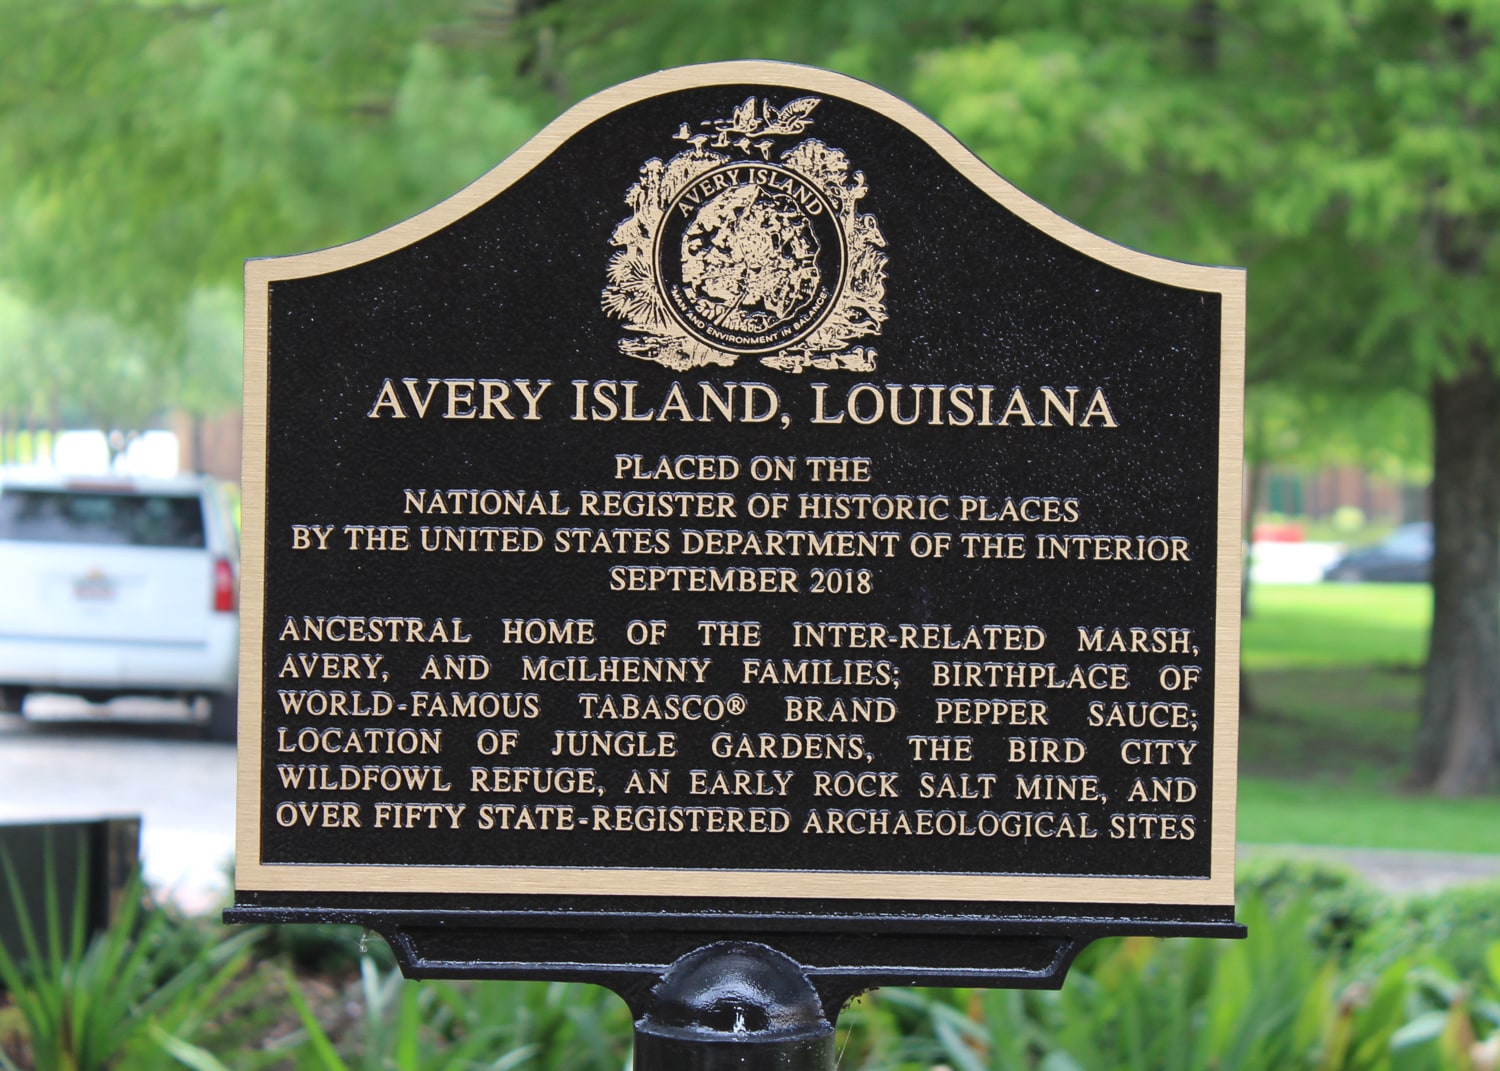 AVERY ISLAND
"MAN AND ENVIRONMENT IN BALANCE"
AVERY ISLAND, LOUISIANA
PLACED ON THE
NATIONAL REGISTER OF HISTORIC PLACES
BY THE UNITED STATES DEPARTMENT OF THE INTERIOR
SEPTEMBER 2018
ANCESTRAL HOME OF THE INTER-RELATED MARSH,
AVERY, AND McILHENNY FAMILIES; BIRTHPLACE OF
WORLD-FAMOUS TABASCO® BRAND PEPPER SAUCE;
LOCATION OF JUNGLE GARDENS, THE BIRD CITY
WILDFOWL REFUGE, AN EARLY ROCK SALT MINE, AND
OVER FIFTY STATE-REGISTERED ARCHAEOLOGICAL SITES